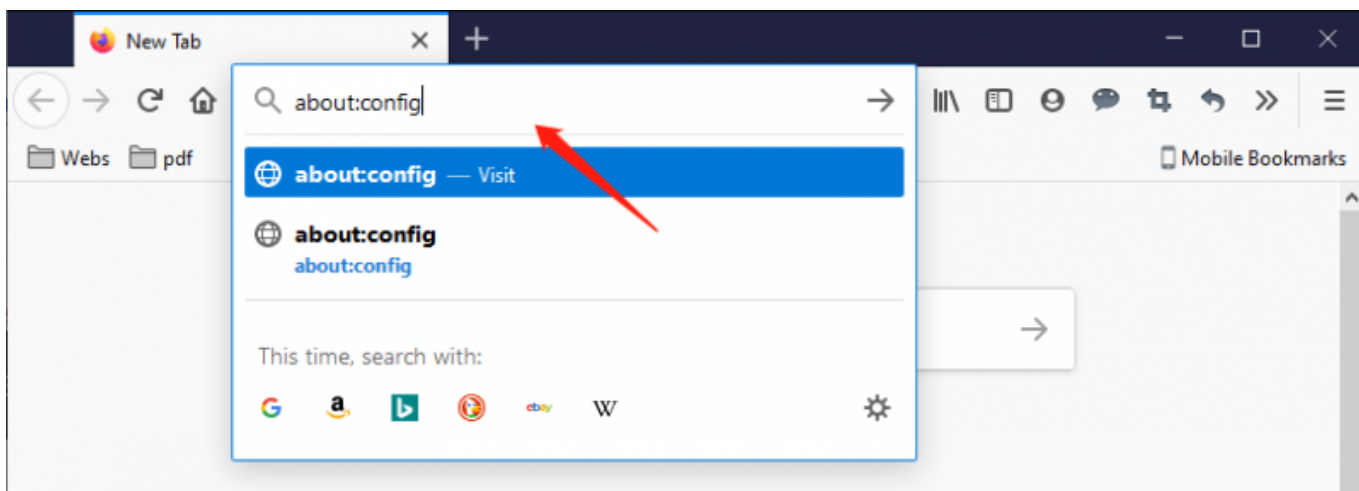 New Tab
about:config
Webs pdf
Mobile Bookmarks
about:config — Visit
about:config
about:config
This time, search with:
a
b
ebay
W